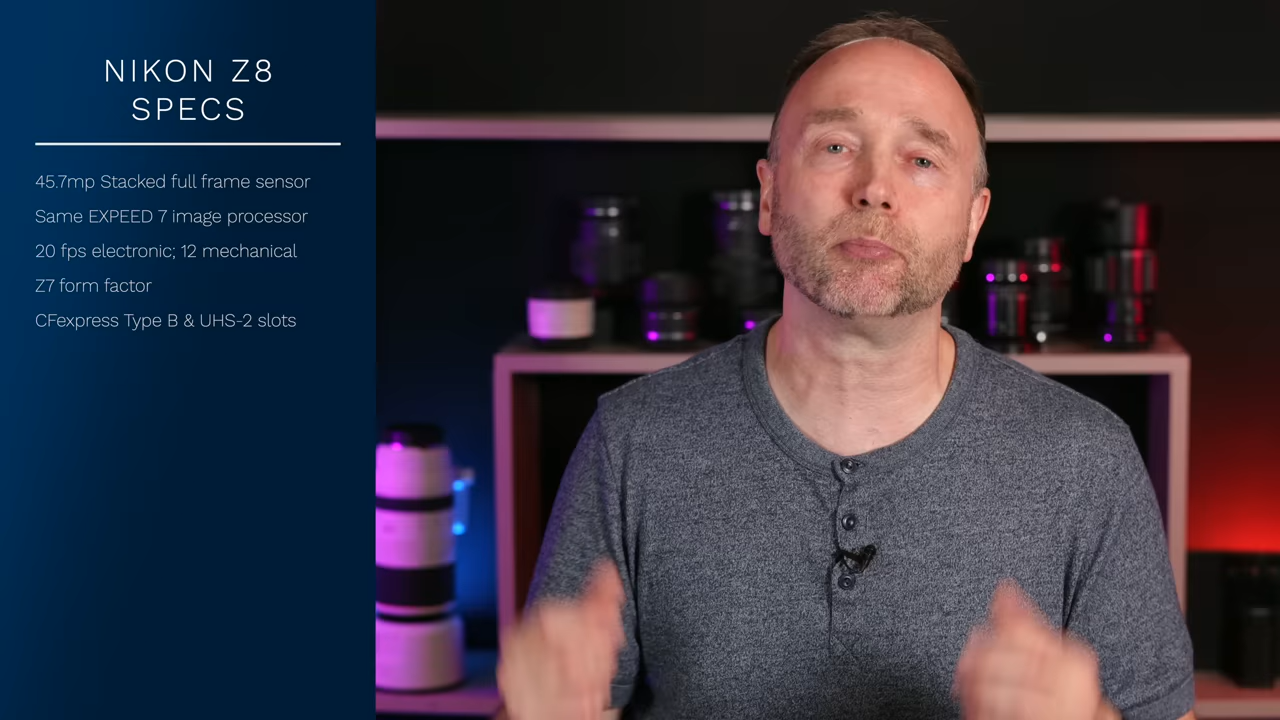 NIKON Z8
SPECS
45.7mp Stacked full frame sensor
Same EXPEED 7 image processor
20 fps electronic; 12 mechanical
Z7 form factor
CFexpress Type B & UHS-2 slots